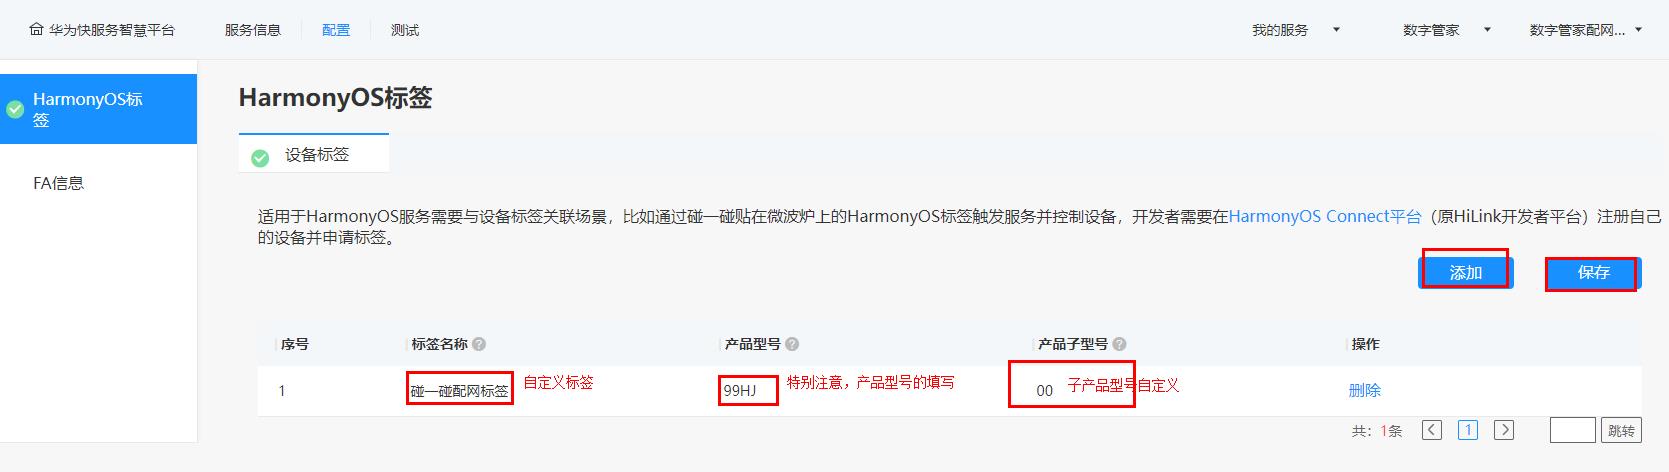 华为快服务智慧平台 服务信息 配置 测试 我的服务 数字管家 数字管家配网...
HarmonyOS标
签
FA信息
HarmonyOS标签
设备标签
适用于HarmonyOS服务需要与设备标签关联场景，比如通过碰一碰贴在微波炉上的HarmonyOS标签触发服务并控制设备，开发者需要在HarmonyOS Connect平台（原HiLink开发者平台）注册自己
的设备并申请标签。
添加 保存
序号 标签名称 ? 产品型号 ? 产品子型号 ? 操作
1 碰一碰配网标签 自定义标签 99HJ 特别注意，产品型号的填写 00 子产品型号自定义 删除
共：1条 < 1 > 跳转